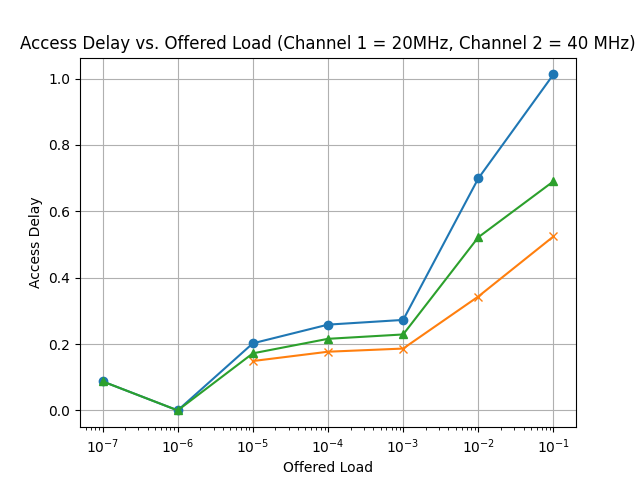 Access Delay vs. Offered Load (Channel 1 = 20MHz, Channel 2 = 40 MHz)
1.0
0.8
0.6
0.4
0.2
0.0
Access Delay
10⁻⁷ 10⁻⁶ 10⁻⁵ 10⁻⁴ 10⁻³ 10⁻² 10⁻¹
Offered Load